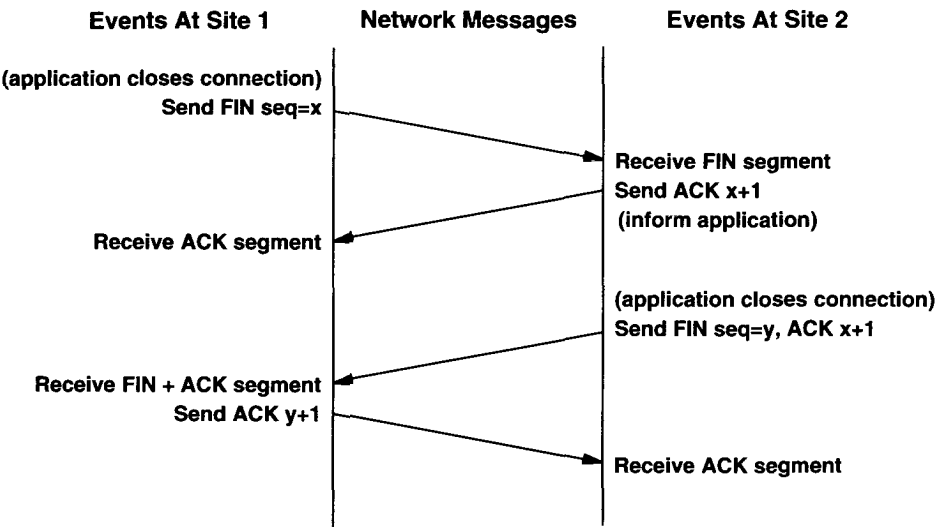 Events At Site 1 Network Messages Events At Site 2
(application closes connection)
Send FIN seq=x
Receive FIN segment
Send ACK x+1
(inform application)
Receive ACK segment
(application closes connection)
Send FIN seq=y, ACK x+1
Receive FIN + ACK segment
Send ACK y+1
Receive ACK segment